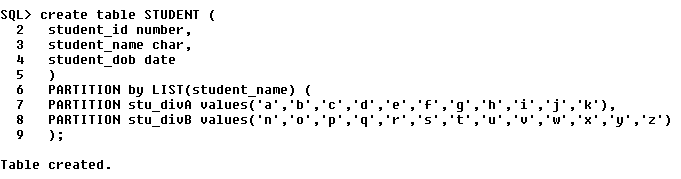 SQL> create table STUDENT (
2 student_id number,
3 student_name char,
4 student_dob date
5 )
6 PARTITION by LIST(student_name) (
7 PARTITION stu_divA values('a','b','c','d','e','f','g','h','i','j','k'),
8 PARTITION stu_divB values('n','o','p','q','r','s','t','u','v','w','x','y','z')
9 );
Table created.